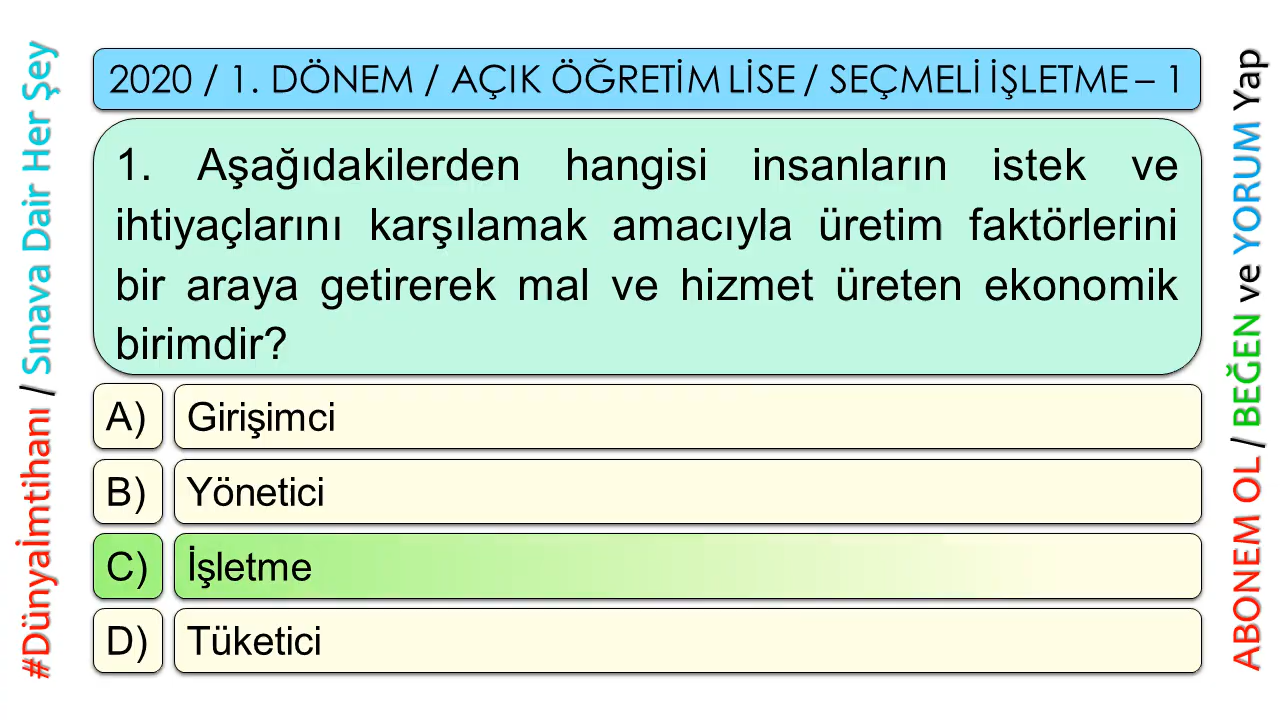 #Dünyaİmtihanı / Sınava Dair Her Şey
2020 / 1. DÖNEM / AÇIK ÖĞRETİM LİSE / SEÇMELİ İŞLETME – 1
1. Aşağıdakilerden hangisi insanların istek ve
ihtiyaçlarını karşılamak amacıyla üretim faktörlerini
bir araya getirerek mal ve hizmet üreten ekonomik
birimdir?
A) Girişimci
B) Yönetici
C) İşletme
D) Tüketici
ABONEM OL / BEĞEN ve YORUM Yap